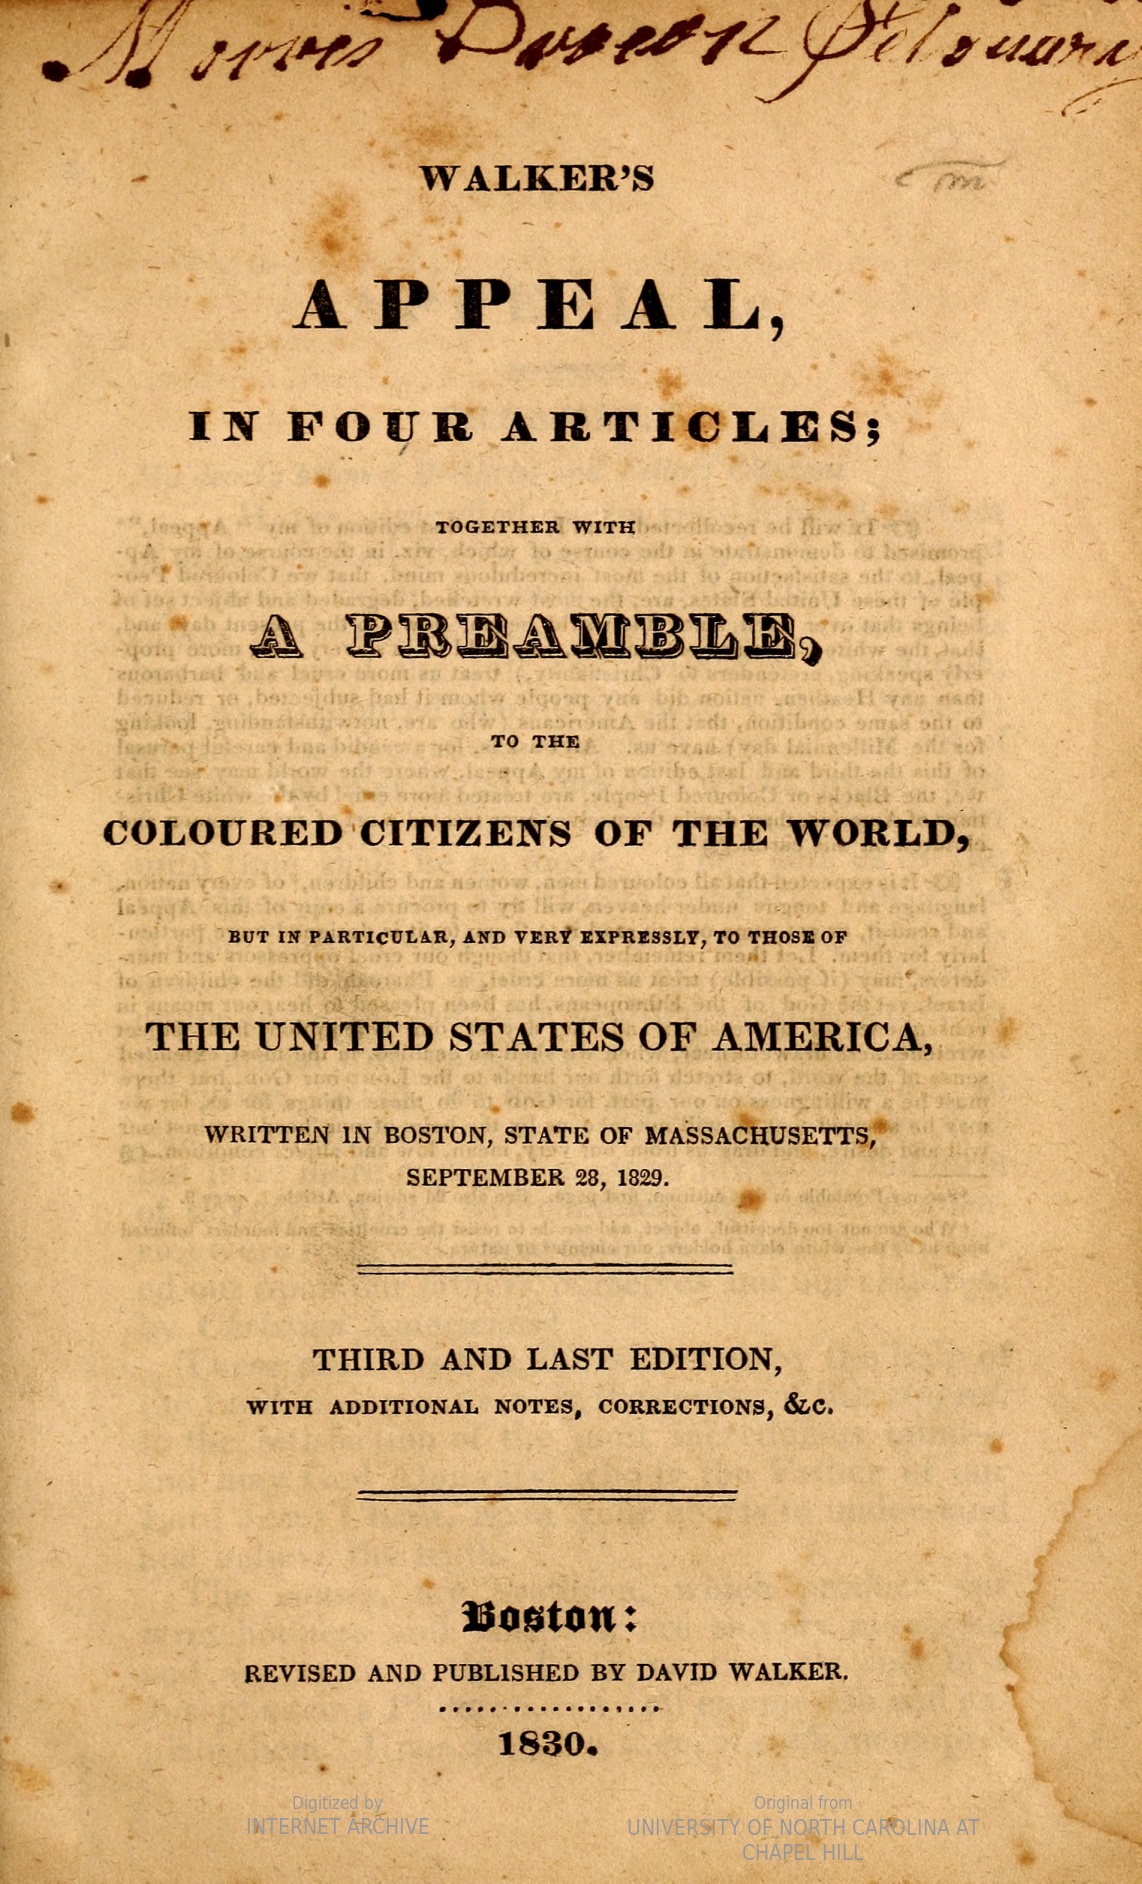 WALKER'S
APPEAL,
IN FOUR ARTICLES;
TOGETHER WITH
A PREAMBLE,
TO THE
COLOURED CITIZENS OF THE WORLD,
BUT IN PARTICULAR, AND VERY EXPRESSLY, TO THOSE OF
THE UNITED STATES OF AMERICA,
WRITTEN IN BOSTON, STATE OF MASSACHUSETTS,
SEPTEMBER 28, 1829.
THIRD AND LAST EDITION,
WITH ADDITIONAL NOTES, CORRECTIONS, &C.
Boston:
REVISED AND PUBLISHED BY DAVID WALKER.
1830.
Digitized by
INTERNET ARCHIVE
Original from
UNIVERSITY OF NORTH CAROLINA AT
CHAPEL HILL